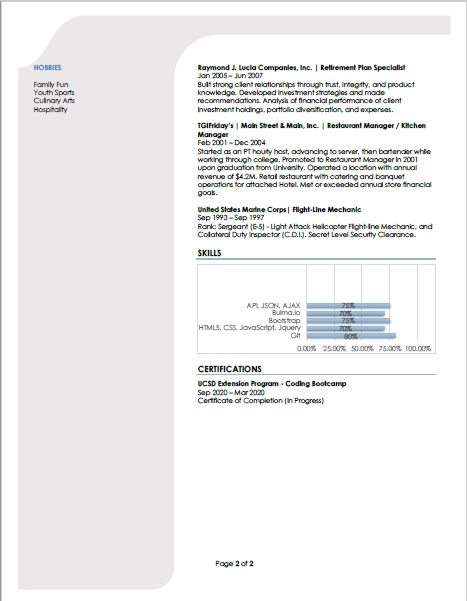 HOBBIES
Family Fun
Youth Sports
Culinary Arts
Hospitality
Raymond J. Lucia Companies, Inc. | Retirement Plan Specialist
Jan 2005 – Jun 2007
Built strong client relationships through trust, integrity, and product
knowledge. Developed investment strategies and made
recommendations. Analysis of financial performance of client
investment holdings, portfolio diversification, and expenses.
TGIFriday's | Main Street & Main, Inc. | Restaurant Manager / Kitchen
Manager
Feb 2001 – Dec 2004
Started as an PT hourly host, advancing to server, then bartender while
working through college. Promoted to Restaurant Manager in 2001
upon graduation from University. Operated a location with annual
revenue of $4.2M. Retail restaurant with catering and banquet
operations for attached Hotel. Met or exceeded annual store financial
goals.
United States Marine Corps| Flight-Line Mechanic
Sep 1993 – Sep 1997
Rank: Sergeant (E-5) - Light Attack Helicopter Flight-line Mechanic, and
Collateral Duty Inspector (C.D.I.). Secret Level Security Clearance.
SKILLS
API, JSON, AJAX 75%
Bulma.io 70%
Bootstrap 75%
HTML5, CSS, JavaScript, Jquery 70%
Git 80%
0.00% 25.00% 50.00% 75.00% 100.00%
CERTIFICATIONS
UCSD Extension Program - Coding Bootcamp
Sep 2020 – Mar 2020
Certificate of Completion (In Progress)
Page 2 of 2